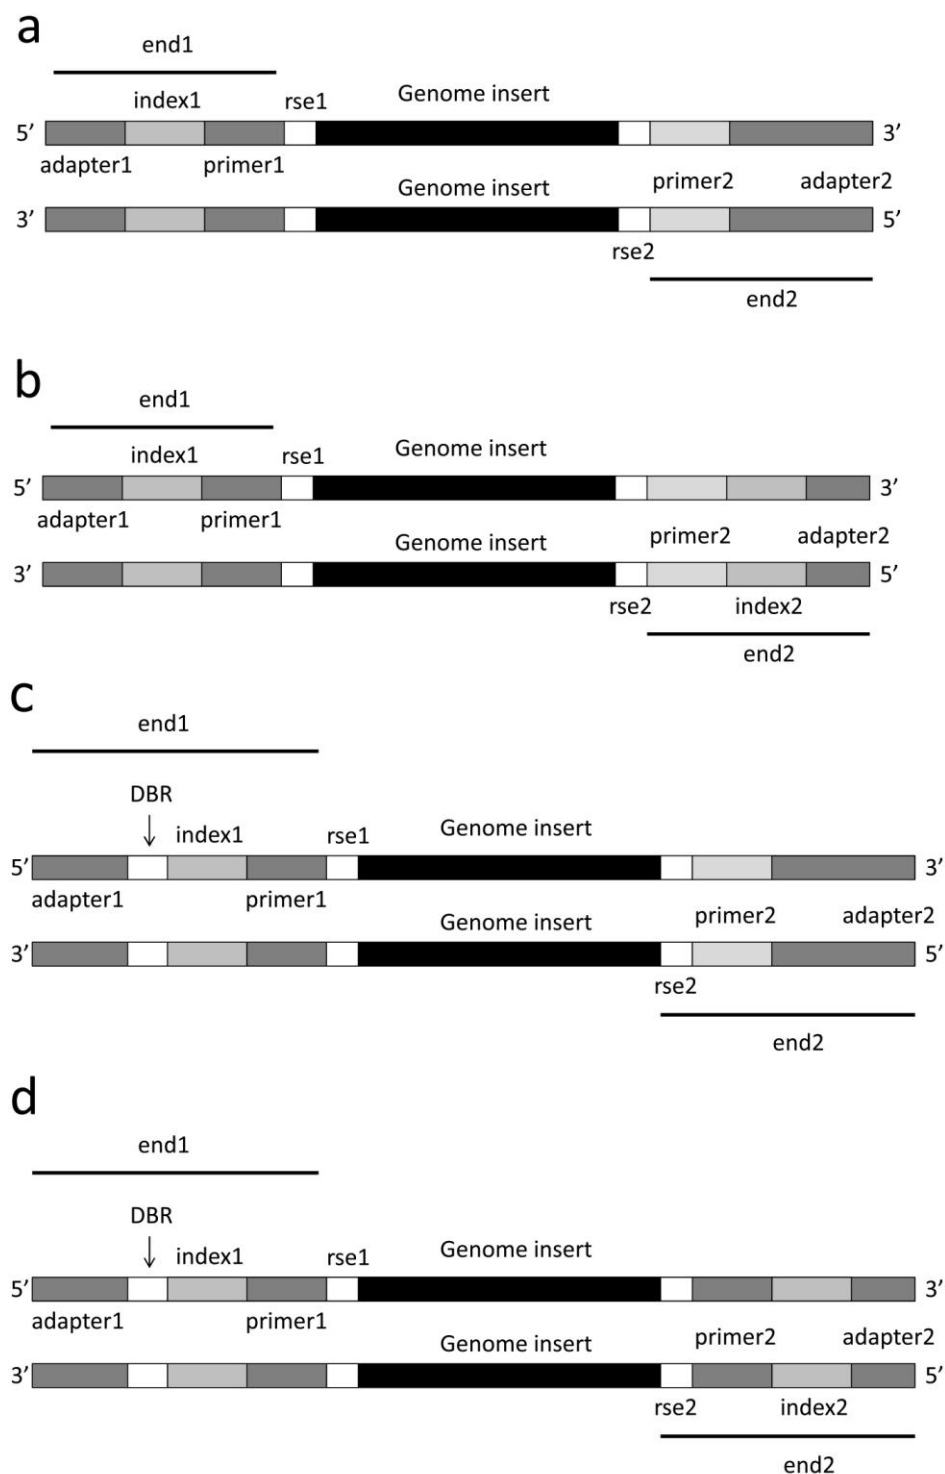 a
end1
index1 rse1 Genome insert
5’ 3’
adapter1 primer1
Genome insert primer2 adapter2
3’ 5’
rse2
end2
b
end1
index1 rse1 Genome insert
5’ 3’
adapter1 primer1
Genome insert primer2 adapter2
3’ 5’
rse2 index2
end2
c
end1
DBR
index1 rse1 Genome insert
5’ 3’
adapter1 primer1
Genome insert primer2 adapter2
3’ 5’
rse2
end2
d
end1
DBR
index1 rse1 Genome insert
5’ 3’
adapter1 primer1
Genome insert primer2 adapter2
3’ 5’
rse2 index2
end2